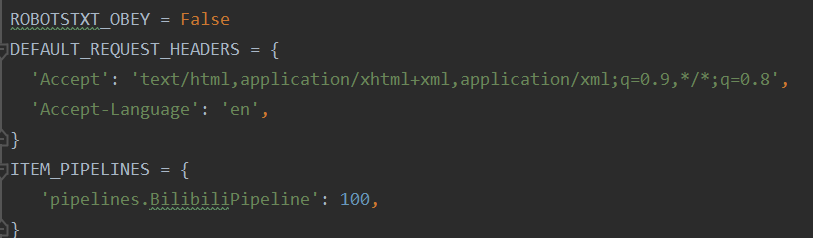 ROBOTSTXT_OBEY = False
DEFAULT_REQUEST_HEADERS = {
  'Accept': 'text/html,application/xhtml+xml,application/xml;q=0.9,*/*;q=0.8',
  'Accept-Language': 'en',
}
ITEM_PIPELINES = {
   'pipelines.BilibiliPipeline': 100,
}